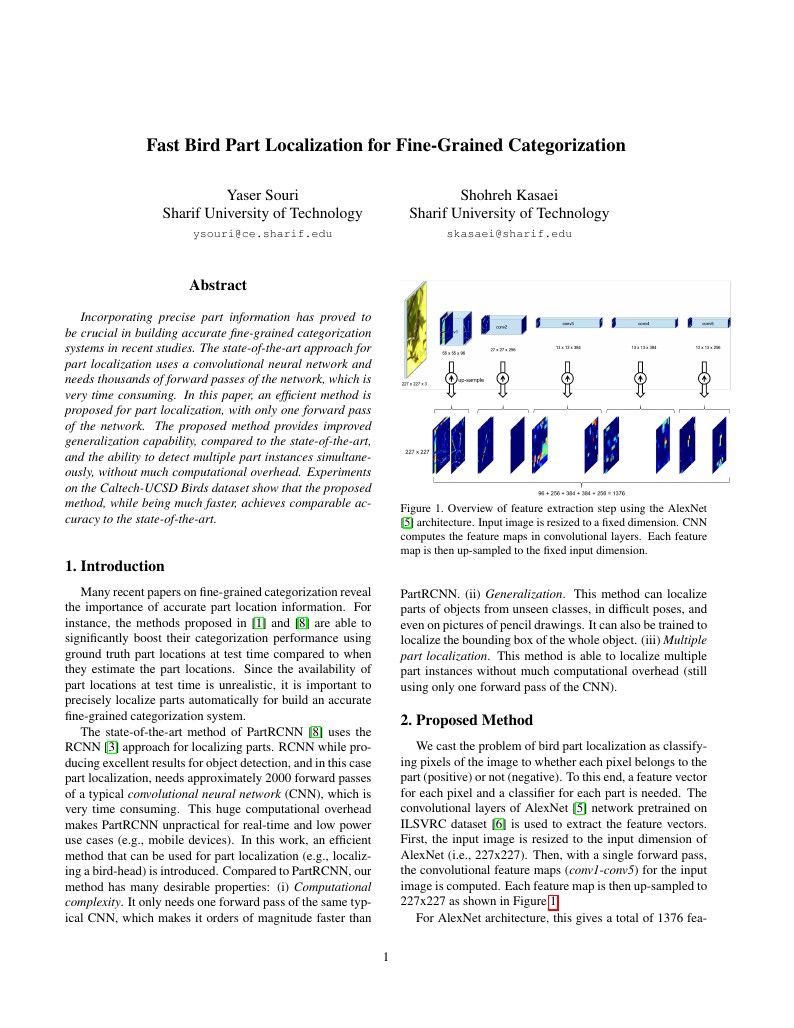 Fast Bird Part Localization for Fine-Grained Categorization
Yaser Souri
Sharif University of Technology
ysouri@ce.sharif.edu
Shohreh Kasaei
Sharif University of Technology
skasaei@sharif.edu
Abstract
Incorporating precise part information has proved to
be crucial in building accurate fine-grained categorization
systems in recent studies. The state-of-the-art approach for
part localization uses a convolutional neural network and
needs thousands of forward passes of the network, which is
very time consuming. In this paper, an efficient method is
proposed for part localization, with only one forward pass
of the network. The proposed method provides improved
generalization capability, compared to the state-of-the-art,
and the ability to detect multiple part instances simultane-
ously, without much computational overhead. Experiments
on the Caltech-UCSD Birds dataset show that the proposed
method, while being much faster, achieves comparable ac-
curacy to the state-of-the-art.
1. Introduction
Many recent papers on fine-grained categorization reveal
the importance of accurate part location information. For
instance, the methods proposed in [1] and [8] are able to
significantly boost their categorization performance using
ground truth part locations at test time compared to when
they estimate the part locations. Since the availability of
part locations at test time is unrealistic, it is important to
precisely localize parts automatically for build an accurate
fine-grained categorization system.
The state-of-the-art method of PartRCNN [8] uses the
RCNN [3] approach for localizing parts. RCNN while pro-
ducing excellent results for object detection, and in this case
part localization, needs approximately 2000 forward passes
of a typical convolutional neural network (CNN), which is
very time consuming. This huge computational overhead
makes PartRCNN unpractical for real-time and low power
use cases (e.g., mobile devices). In this work, an efficient
method that can be used for part localization (e.g., localiz-
ing a bird-head) is introduced. Compared to PartRCNN, our
method has many desirable properties: (i) Computational
complexity. It only needs one forward pass of the same typ-
ical CNN, which makes it orders of magnitude faster than
conv2
conv3
conv4
conv5
55 x 55 x 96
27 x 27 x 256
13 x 13 x 384
13 x 13 x 384
13 x 13 x 256
227 x 227 x 3
up-sample
227 x 227
96 + 256 + 384 + 384 + 256 = 1376
Figure 1. Overview of feature extraction step using the AlexNet
[5] architecture. Input image is resized to a fixed dimension. CNN
computes the feature maps in convolutional layers. Each feature
map is then up-sampled to the fixed input dimension.
PartRCNN. (ii) Generalization. This method can localize
parts of objects from unseen classes, in difficult poses, and
even on pictures of pencil drawings. It can also be trained to
localize the bounding box of the whole object. (iii) Multiple
part localization. This method is able to localize multiple
part instances without much computational overhead (still
using only one forward pass of the CNN).
2. Proposed Method
We cast the problem of bird part localization as classify-
ing pixels of the image to whether each pixel belongs to the
part (positive) or not (negative). To this end, a feature vector
for each pixel and a classifier for each part is needed. The
convolutional layers of AlexNet [5] network pretrained on
ILSVRC dataset [6] is used to extract the feature vectors.
First, the input image is resized to the input dimension of
AlexNet (i.e., 227x227). Then, with a single forward pass,
the convolutional feature maps (conv1-conv5) for the input
image is computed. Each feature map is then up-sampled to
227x227 as shown in Figure 1.
For AlexNet architecture, this gives a total of 1376 fea-
1